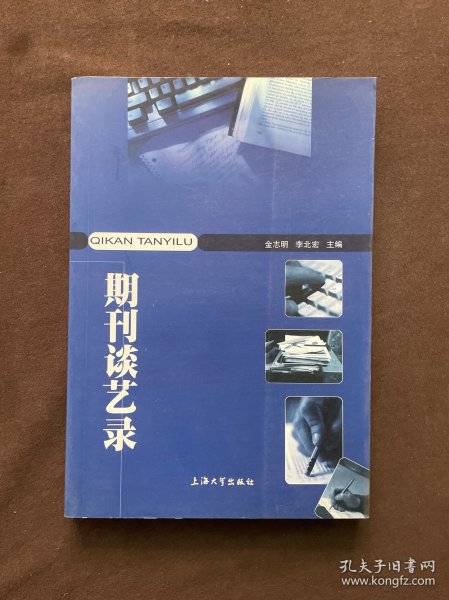 QIKAN TANYILU
金志明 李北宏 主编
期刊谈艺录
上海大学出版社
孔夫子旧书网
www.kongfz.com